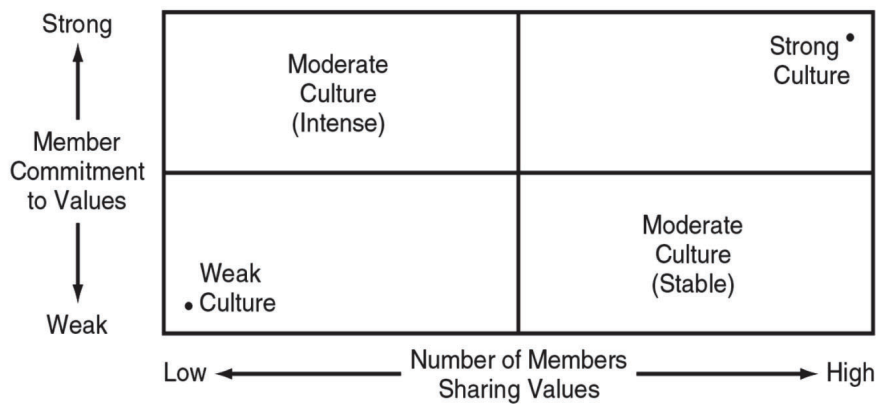 Strong
Member
Commitment
to Values
Weak
Moderate
Culture
(Intense)
Strong
Culture
Weak
Culture
Moderate
Culture
(Stable)
Low
Number of Members
Sharing Values
High